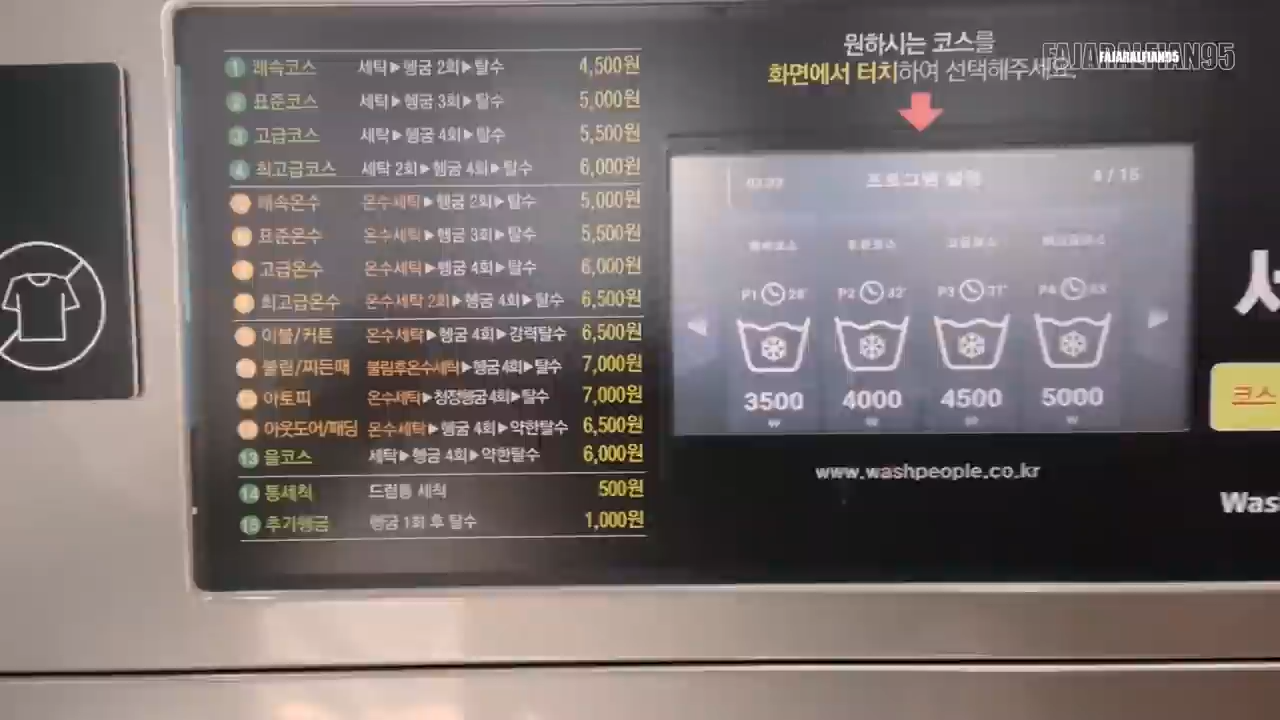 원하시는 코스를
화면에서 터치하여 선택해주세요.
FAJARALFIAN95
FAJARALFIAN95
1 쾌속코스 세탁▶헹굼 2회▶탈수 4,500원
2 표준코스 세탁▶헹굼 3회▶탈수 5,000원
3 고급코스 세탁▶헹굼 4회▶탈수 5,500원
4 최고급코스 세탁 2회▶헹굼 4회▶탈수 6,000원
쾌속온수 온수세탁▶헹굼 2회▶탈수 5,000원
표준온수 온수세탁▶헹굼 3회▶탈수 5,500원
고급온수 온수세탁▶헹굼 4회▶탈수 6,000원
최고급온수 온수세탁 2회▶헹굼 4회▶탈수 6,500원
이불/커튼 온수세탁▶헹굼 4회▶강력탈수 6,500원
불림/찌든때 불림후온수세탁▶헹굼 4회▶탈수 7,000원
아토피 온수세탁▶청정헹굼 4회▶탈수 7,000원
아웃도어/패딩 온수세탁▶헹굼 4회▶약한탈수 6,500원
13 울코스 세탁▶헹굼 4회▶약한탈수 6,000원
14 통세척 드럼통 세척 500원
15 추가헹굼 헹굼 1회 후 탈수 1,000원
프로그램 설정
P1 P2 P3 P4
3500 4000 4500 5000
www.washpeople.co.kr
코스
Was